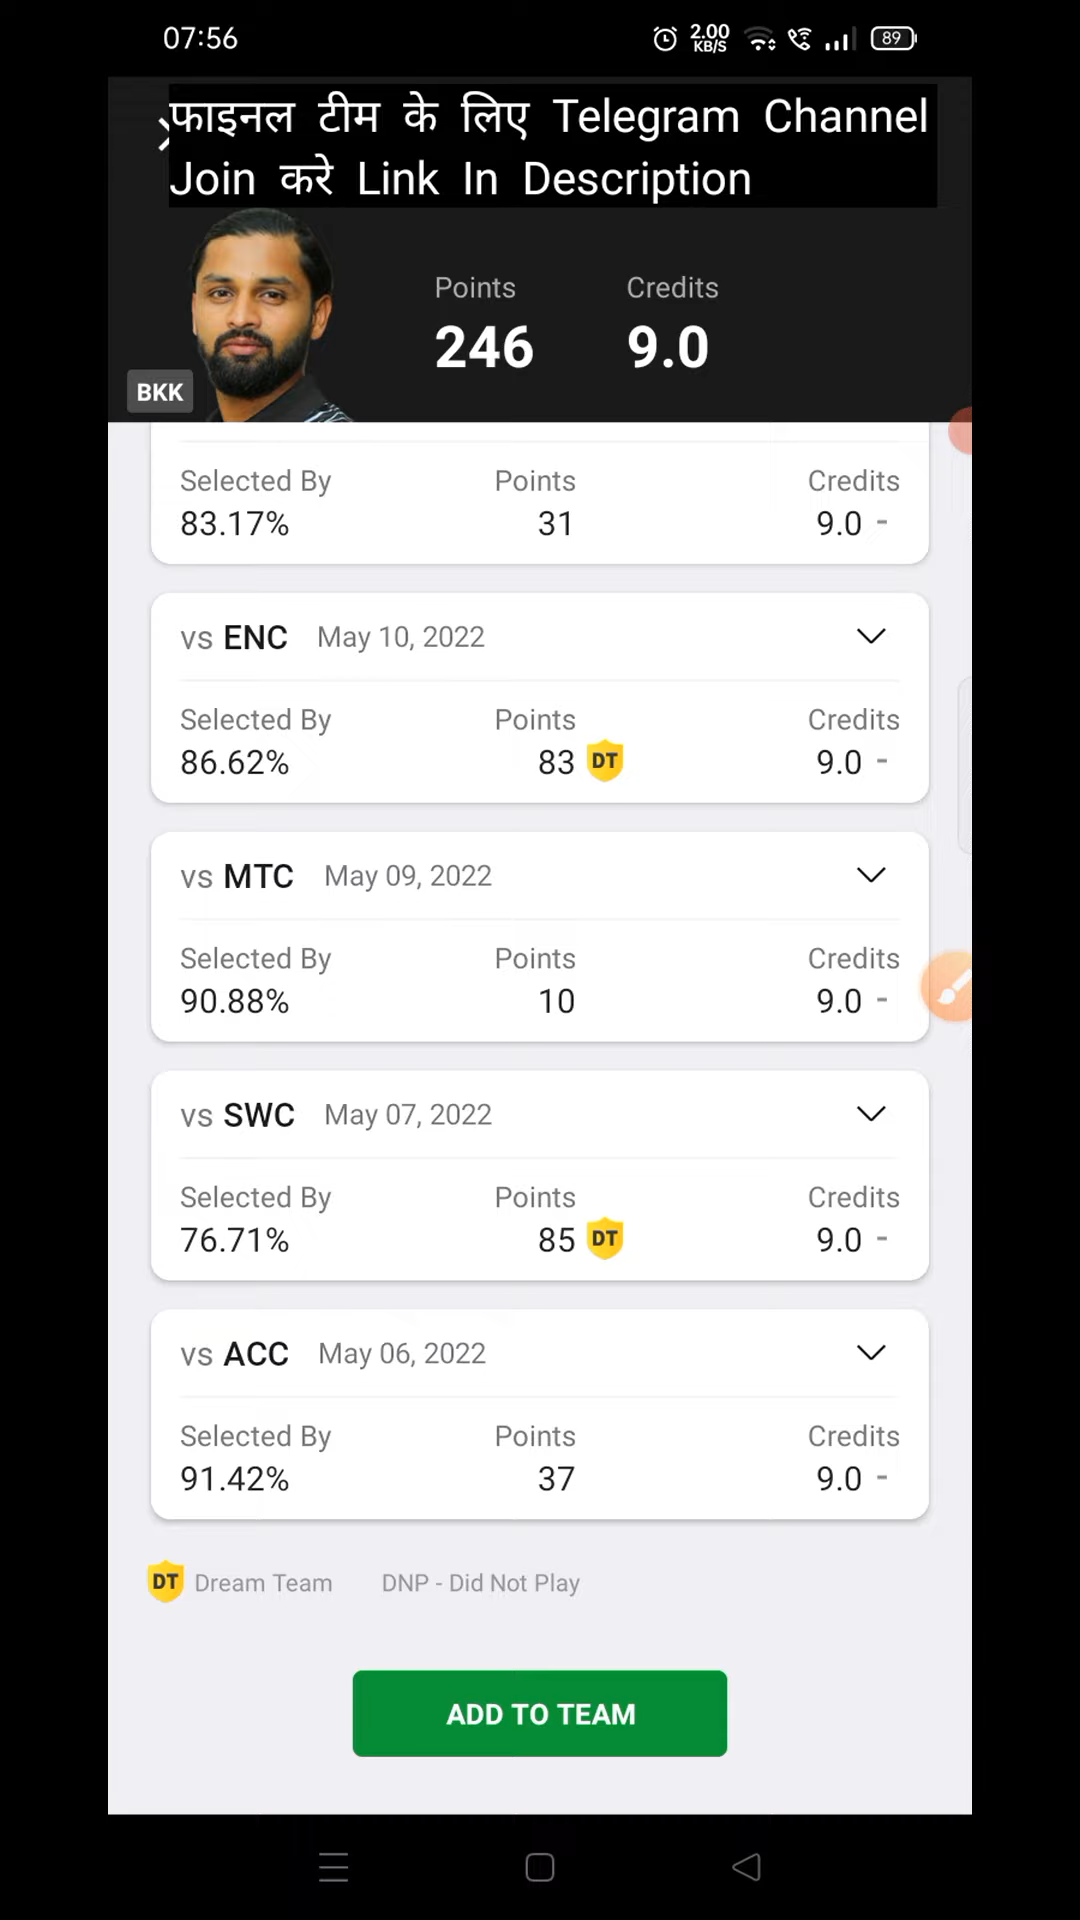 07:56
2.00
KB/S
89
फाइनल टीम के लिए Telegram Channel
Join करे Link In Description
Points
Credits
246
9.0
BKK
Selected By
Points
Credits
83.17%
31
9.0 -
vs ENC May 10, 2022
Selected By
Points
Credits
86.62%
83 DT
9.0 -
vs MTC May 09, 2022
Selected By
Points
Credits
90.88%
10
9.0 -
vs SWC May 07, 2022
Selected By
Points
Credits
76.71%
85 DT
9.0 -
vs ACC May 06, 2022
Selected By
Points
Credits
91.42%
37
9.0 -
DT Dream Team DNP - Did Not Play
ADD TO TEAM